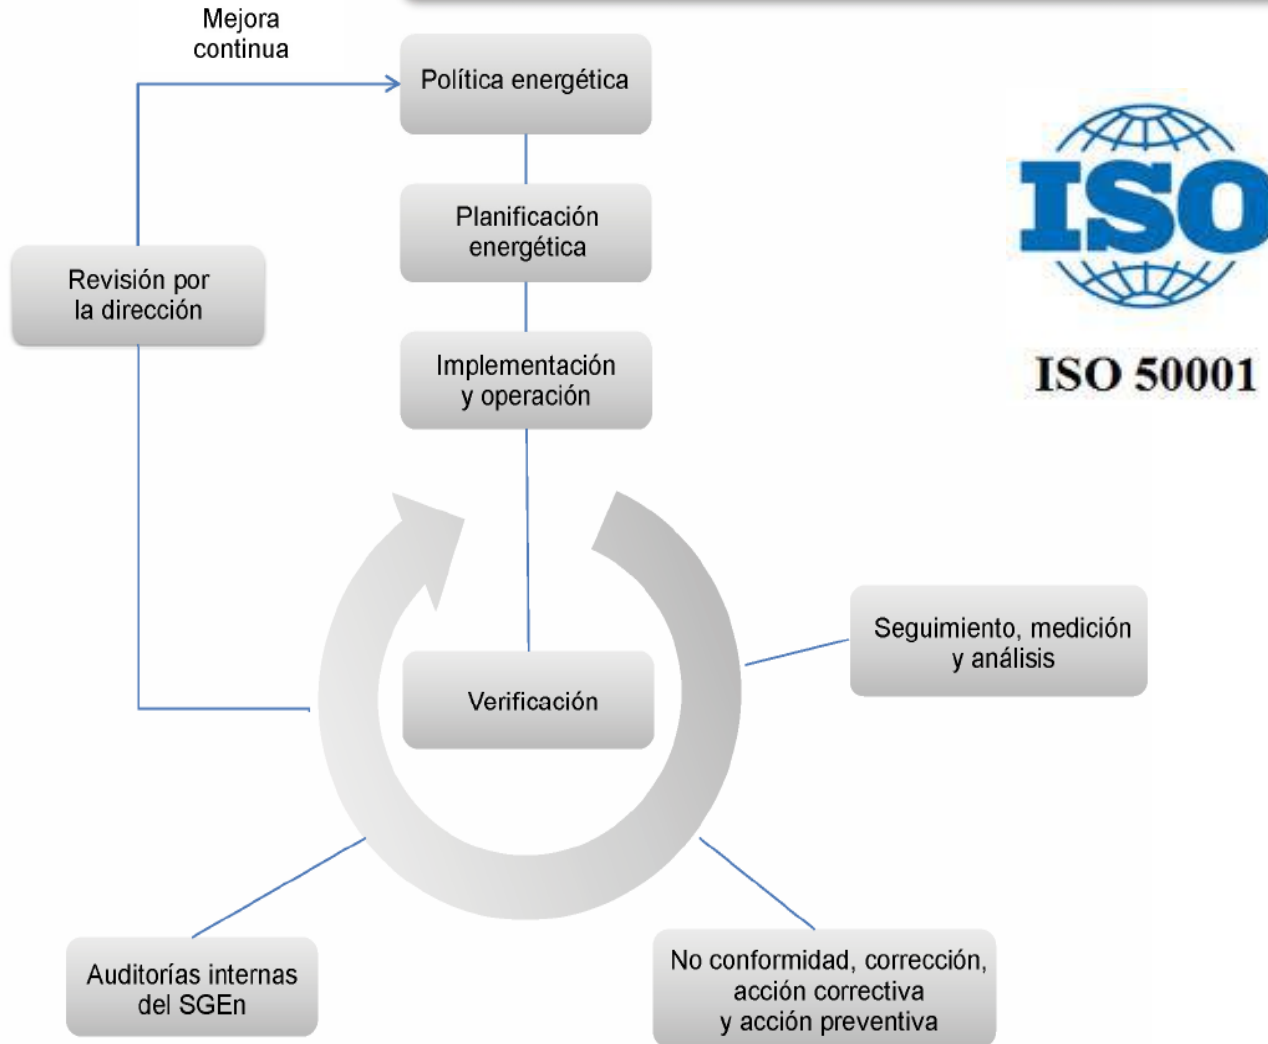 Mejora
continua
Política energética
Planificación
energética
Revisión por
la dirección
Implementación
y operación
ISO
ISO 50001
Seguimiento, medición
y análisis
Verificación
Auditorías internas
del SGEn
No conformidad, corrección,
acción correctiva
y acción preventiva